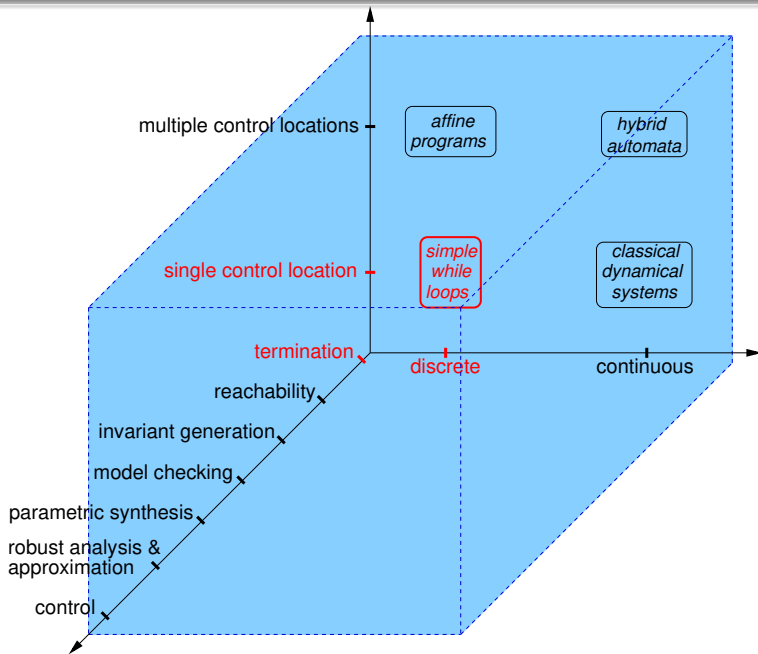 multiple control locations
affine
programs
hybrid
automata
single control location
simple
while
loops
classical
dynamical
systems
termination
discrete
continuous
reachability
invariant generation
model checking
parametric synthesis
robust analysis &
approximation
control